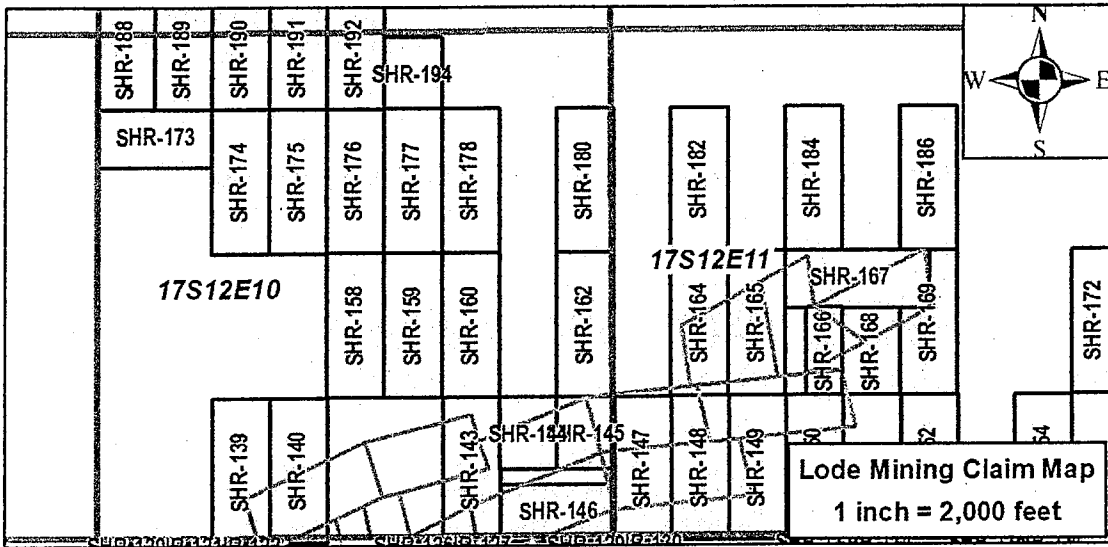 N
W E
S
SHR-188
SHR-189
SHR-190
SHR-191
SHR-192
SHR-194
SHR-173
SHR-174
SHR-175
SHR-176
SHR-177
SHR-178
SHR-180
SHR-182
SHR-184
SHR-186
17S12E10
17S12E11
SHR-158
SHR-159
SHR-160
SHR-162
SHR-164
SHR-165
SHR-166
SHR-167
SHR-168
SHR-169
SHR-172
SHR-139
SHR-140
SHR-143
SHR-145
SHR-146
SHR-147
SHR-148
SHR-149
Lode Mining Claim Map
1 inch = 2,000 feet